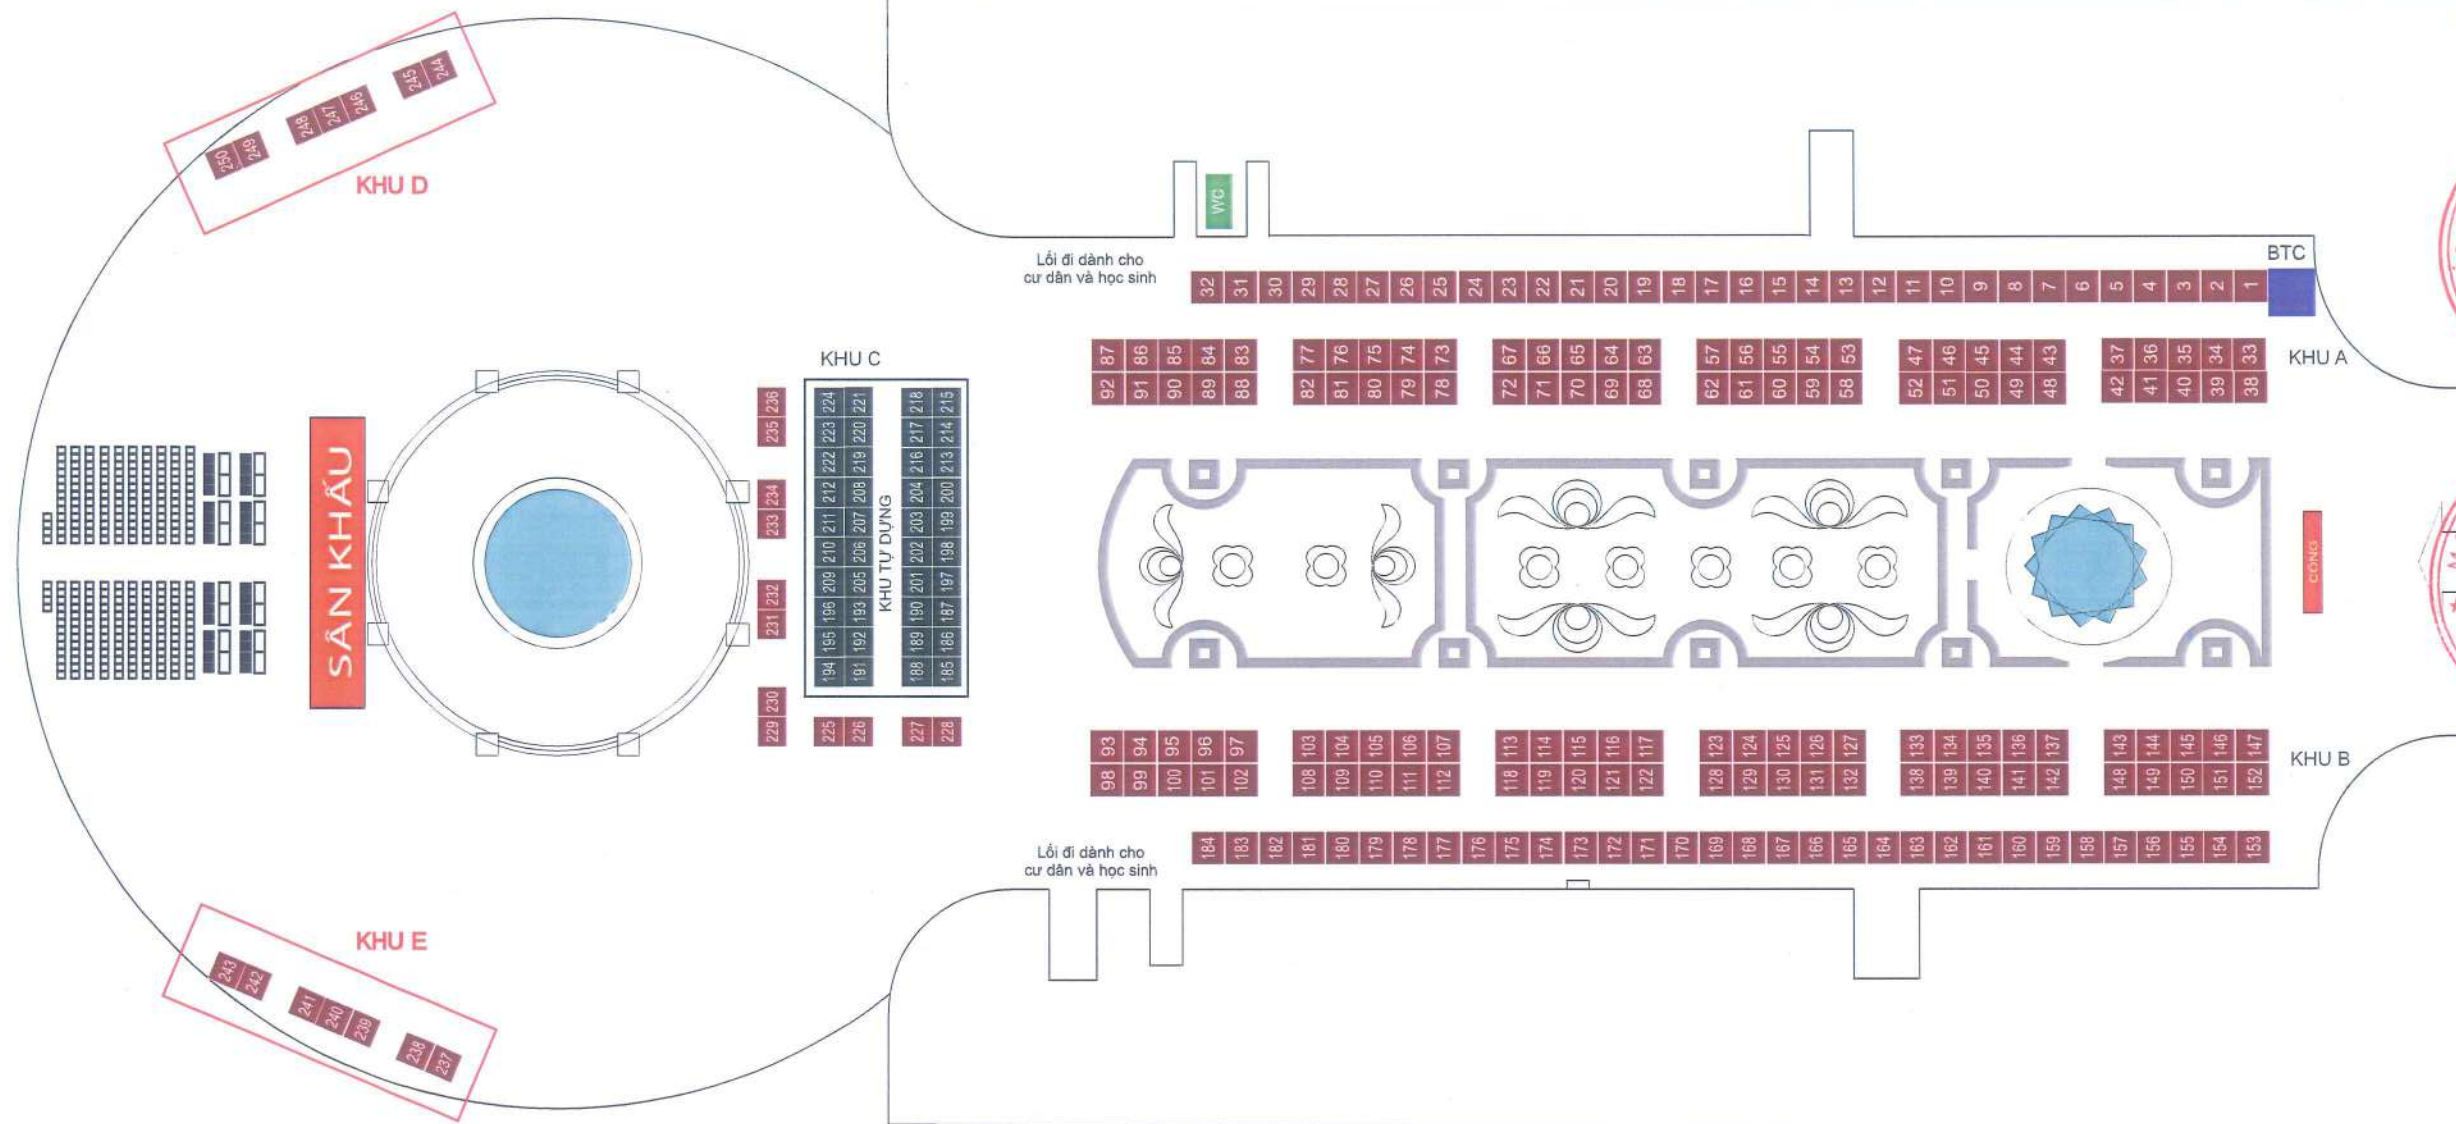 KHU D
250 249 248 247 246 245 244
WC
Lối đi dành cho
cư dân và học sinh
BTC
32 31 30 29 28 27 26 25 24 23 22 21 20 19 18 17 16 15 14 13 12 11 10 9 8 7 6 5 4 3 2 1
KHU A
87 86 85 84 83 77 76 75 74 73 67 66 65 64 63 57 56 55 54 53 47 46 45 44 43 37 36 35 34 33
92 91 90 89 88 82 81 80 79 78 72 71 70 69 68 62 61 60 59 58 52 51 50 49 48 42 41 40 39 38
KHU C
236 224 221 218 215
235 223 220 217 214
222 219 216 213
234 212 208 204 200
233 211 207 203 199
210 206 202 198
232 209 205 201 197
231 196 193 190 187
195 192 189 186
194 191 188 185
KHU TỰ DỰNG
230
229 225 226 227 228
SÂN KHẤU
CỔNG
93 94 95 96 97 103 104 105 106 107 113 114 115 116 117 123 124 125 126 127 133 134 135 136 137 143 144 145 146 147
98 99 100 101 102 108 109 110 111 112 118 119 120 121 122 128 129 130 131 132 138 139 140 141 142 148 149 150 151 152
KHU B
184 183 182 181 180 179 178 177 176 175 174 173 172 171 170 169 168 167 166 165 164 163 162 161 160 159 158 157 156 155 154 153
Lối đi dành cho
cư dân và học sinh
KHU E
243 242 241 240 239 238 237